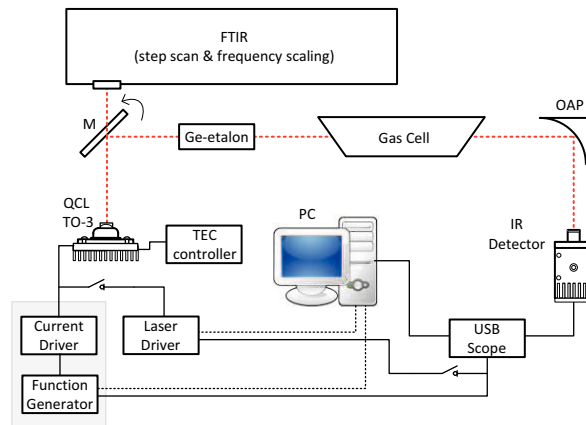 FTIR
(step scan & frequency scaling)
OAP
M
Ge-etalon
Gas Cell
QCL
TO-3
PC
IR
Detector
TEC
controller
Current
Driver
Laser
Driver
USB
Scope
Function
Generator